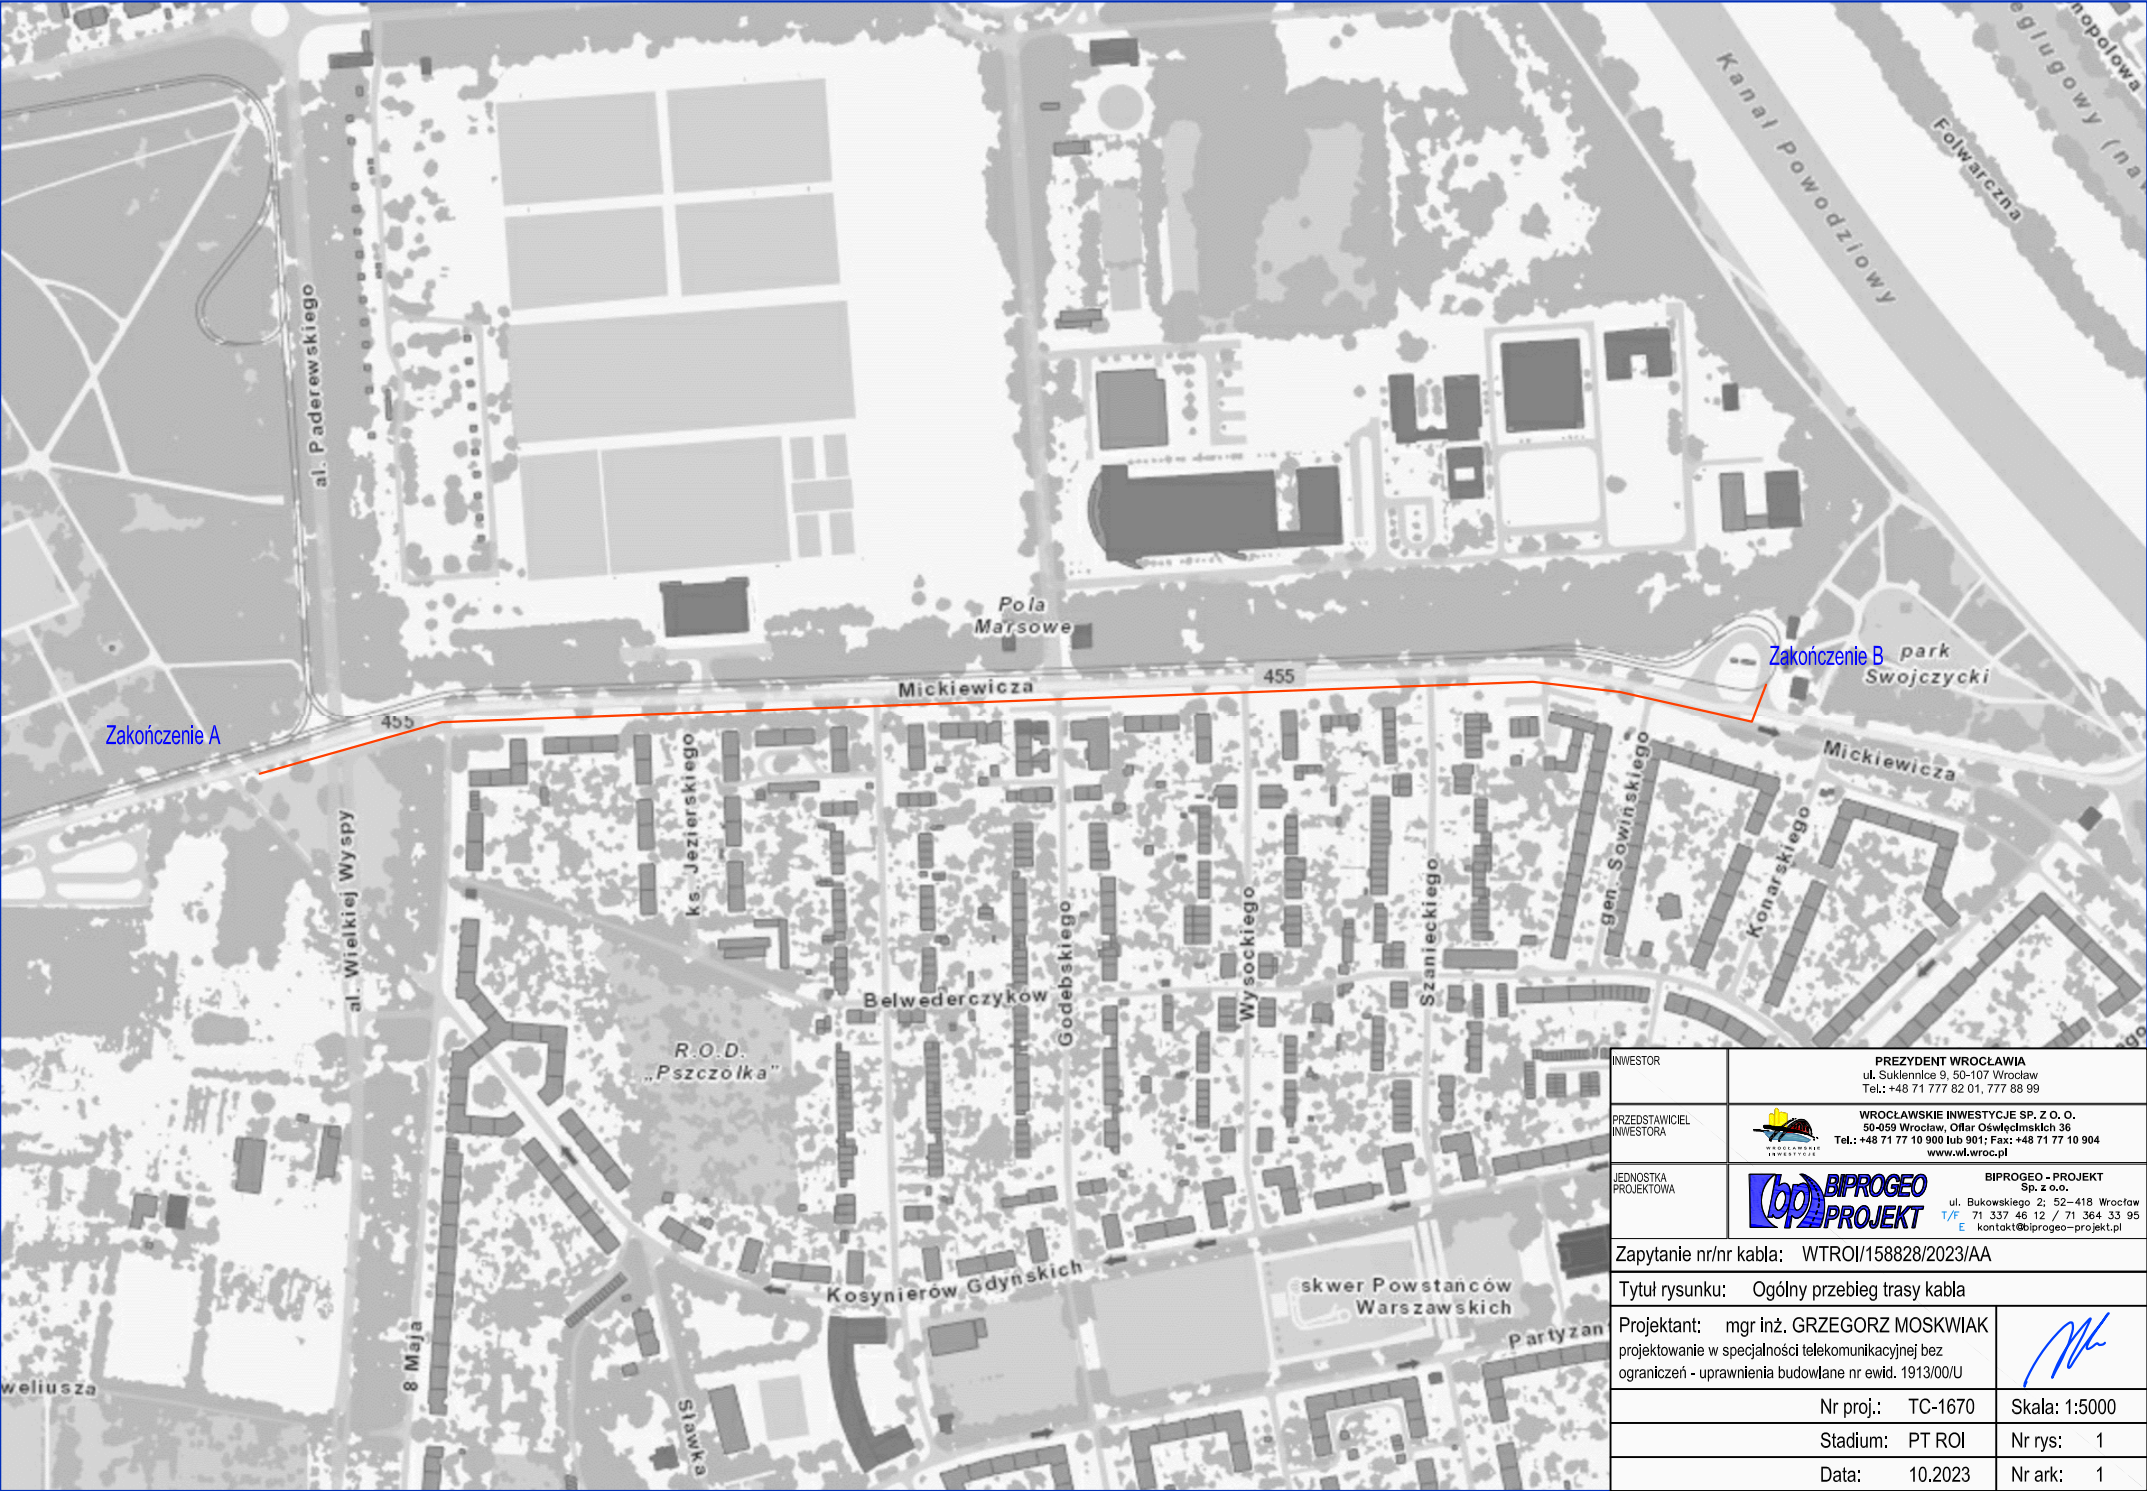 Kanał Powodziowy
Folwarczna
al. Paderewskiego
Pola
Marsowe
455
Mickiewicza
455
Zakończenie A
Zakończenie B
park
Swojczycki
Mickiewicza
al. Wielkiej Wyspy
ks. Jezierskiego
Godebskiego
Wysockiego
Szanieckiego
gen Sowińskiego
Konarskiego
Belwederczyków
R.O.D.
„Pszczółka”
Kosynierów Gdyńskich
skwer Powstańców
Warszawskich
Partyzan
8 Maja
Sławka
weliusza
INWESTOR
PREZYDENT WROCŁAWIA
ul. Sukiennice 9, 50-107 Wrocław
Tel.: +48 71 777 82 01, 777 88 99
PRZEDSTAWICIEL
INWESTORA
WROCŁAWSKIE
INWESTYCJE
WROCŁAWSKIE INWESTYCJE SP. Z O. O.
50-059 Wrocław, Ofiar Oświęcimskich 36
Tel.: +48 71 77 10 900 lub 901; Fax: +48 71 77 10 904
www.wi.wroc.pl
JEDNOSTKA
PROJEKTOWA
bp BIPROGEO
PROJEKT
BIPROGEO - PROJEKT
Sp. z o.o.
ul. Bukowskiego 2; 52-418 Wrocław
T/F 71 337 46 12 / 71 364 33 95
E kontakt@biprogeo-projekt.pl
Zapytanie nr/nr kabla: WTROI/158828/2023/AA
Tytuł rysunku: Ogólny przebieg trasy kabla
Projektant: mgr inż. GRZEGORZ MOSKWIAK
projektowanie w specjalności telekomunikacyjnej bez
ograniczeń - uprawnienia budowlane nr ewid. 1913/00/U
Nr proj.: TC-1670 Skala: 1:5000
Stadium: PT ROI Nr rys: 1
Data: 10.2023 Nr ark: 1